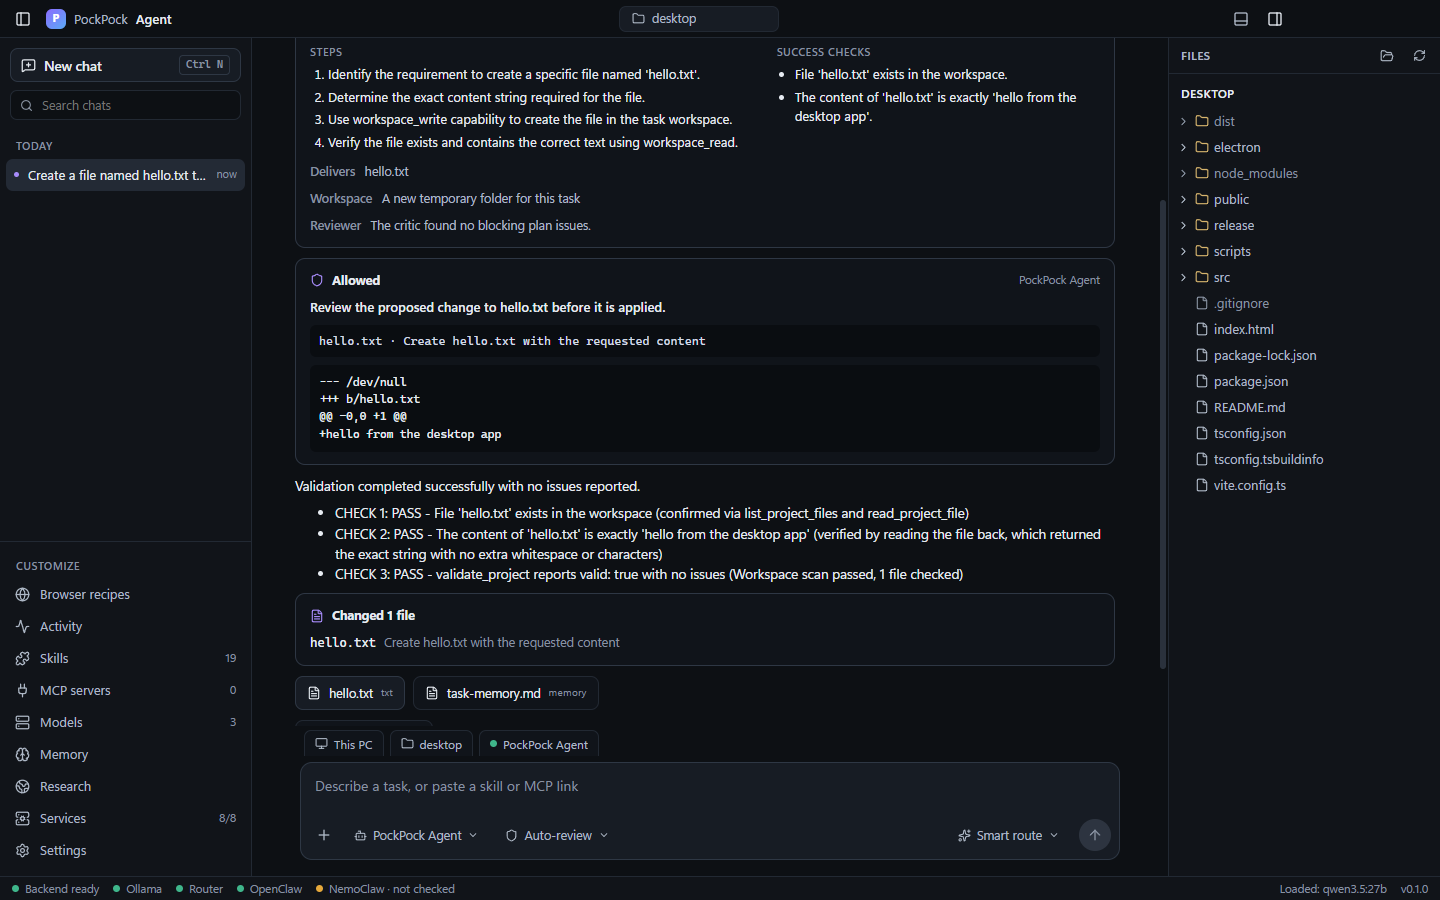 P PockPock Agent
desktop
New chat Ctrl N
Search chats
TODAY
Create a file named hello.txt t... now
CUSTOMIZE
Browser recipes
Activity
Skills 19
MCP servers 0
Models 3
Memory
Research
Services 8/8
Settings
STEPS
1. Identify the requirement to create a specific file named 'hello.txt'.
2. Determine the exact content string required for the file.
3. Use workspace_write capability to create the file in the task workspace.
4. Verify the file exists and contains the correct text using workspace_read.
SUCCESS CHECKS
File 'hello.txt' exists in the workspace.
The content of 'hello.txt' is exactly 'hello from the
desktop app'.
Delivers hello.txt
Workspace A new temporary folder for this task
Reviewer The critic found no blocking plan issues.
Allowed PockPock Agent
Review the proposed change to hello.txt before it is applied.
hello.txt · Create hello.txt with the requested content
--- /dev/null
+++ b/hello.txt
@@ -0,0 +1 @@
+hello from the desktop app
Validation completed successfully with no issues reported.
CHECK 1: PASS - File 'hello.txt' exists in the workspace (confirmed via list_project_files and read_project_file)
CHECK 2: PASS - The content of 'hello.txt' is exactly 'hello from the desktop app' (verified by reading the file back, which returned
the exact string with no extra whitespace or characters)
CHECK 3: PASS - validate_project reports valid: true with no issues (Workspace scan passed, 1 file checked)
Changed 1 file
hello.txt Create hello.txt with the requested content
hello.txt txt task-memory.md memory
This PC desktop PockPock Agent
Describe a task, or paste a skill or MCP link
PockPock Agent Auto-review Smart route
FILES
DESKTOP
dist
electron
node_modules
public
release
scripts
src
.gitignore
index.html
package-lock.json
package.json
README.md
tsconfig.json
tsconfig.tsbuildinfo
vite.config.ts
Backend ready Ollama Router OpenClaw NemoClaw · not checked Loaded: qwen3.5:27b v0.1.0